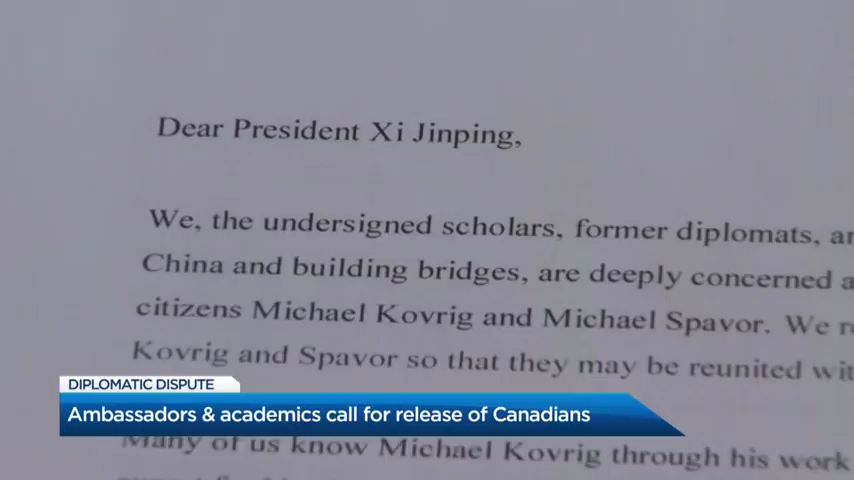 Dear President Xi Jinping,
We, the undersigned scholars, former diplomats,
China and building bridges, are deeply concerned
citizens Michael Kovrig and Michael Spavor. We
Kovrig and Spavor so that they may be reunited
DIPLOMATIC DISPUTE
Ambassadors & academics call for release of Canadians
Many of us know Michael Kovrig through his work